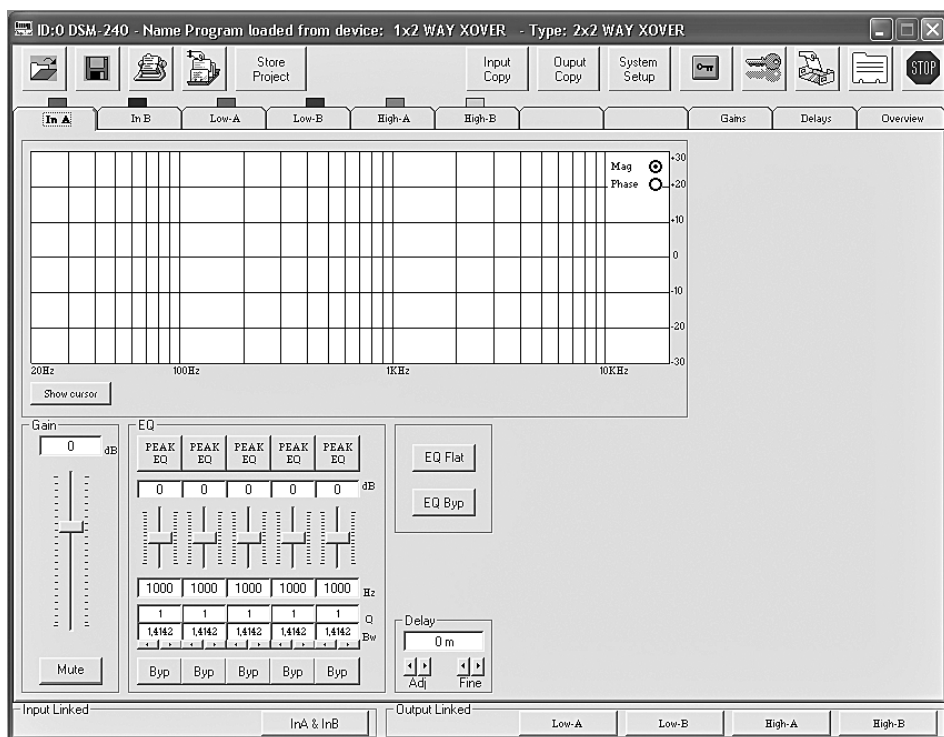 ID:0 DSM-240 - Name Program loaded from device: 1x2 WAY XOVER - Type: 2x2 WAY XOVER
Store Project
Input Copy
Ouput Copy
System Setup
STOP
In A
In B
Low-A
Low-B
High-A
High-B
Gains
Delays
Overview
Mag
Phase
+30
+20
+10
0
-10
-20
-30
20Hz 100Hz 1KHz 10KHz
Show cursor
Gain
0 dB
Mute
EQ
PEAK EQ PEAK EQ PEAK EQ PEAK EQ PEAK EQ
0 0 0 0 0 dB
1000 1000 1000 1000 1000 Hz
1 1 1 1 1 Q
1,4142 1,4142 1,4142 1,4142 1,4142 Bw
Byp Byp Byp Byp Byp
EQ Flat
EQ Byp
Delay
0 m
Adj Fine
Input Linked
InA & InB
Output Linked
Low-A Low-B High-A High-B